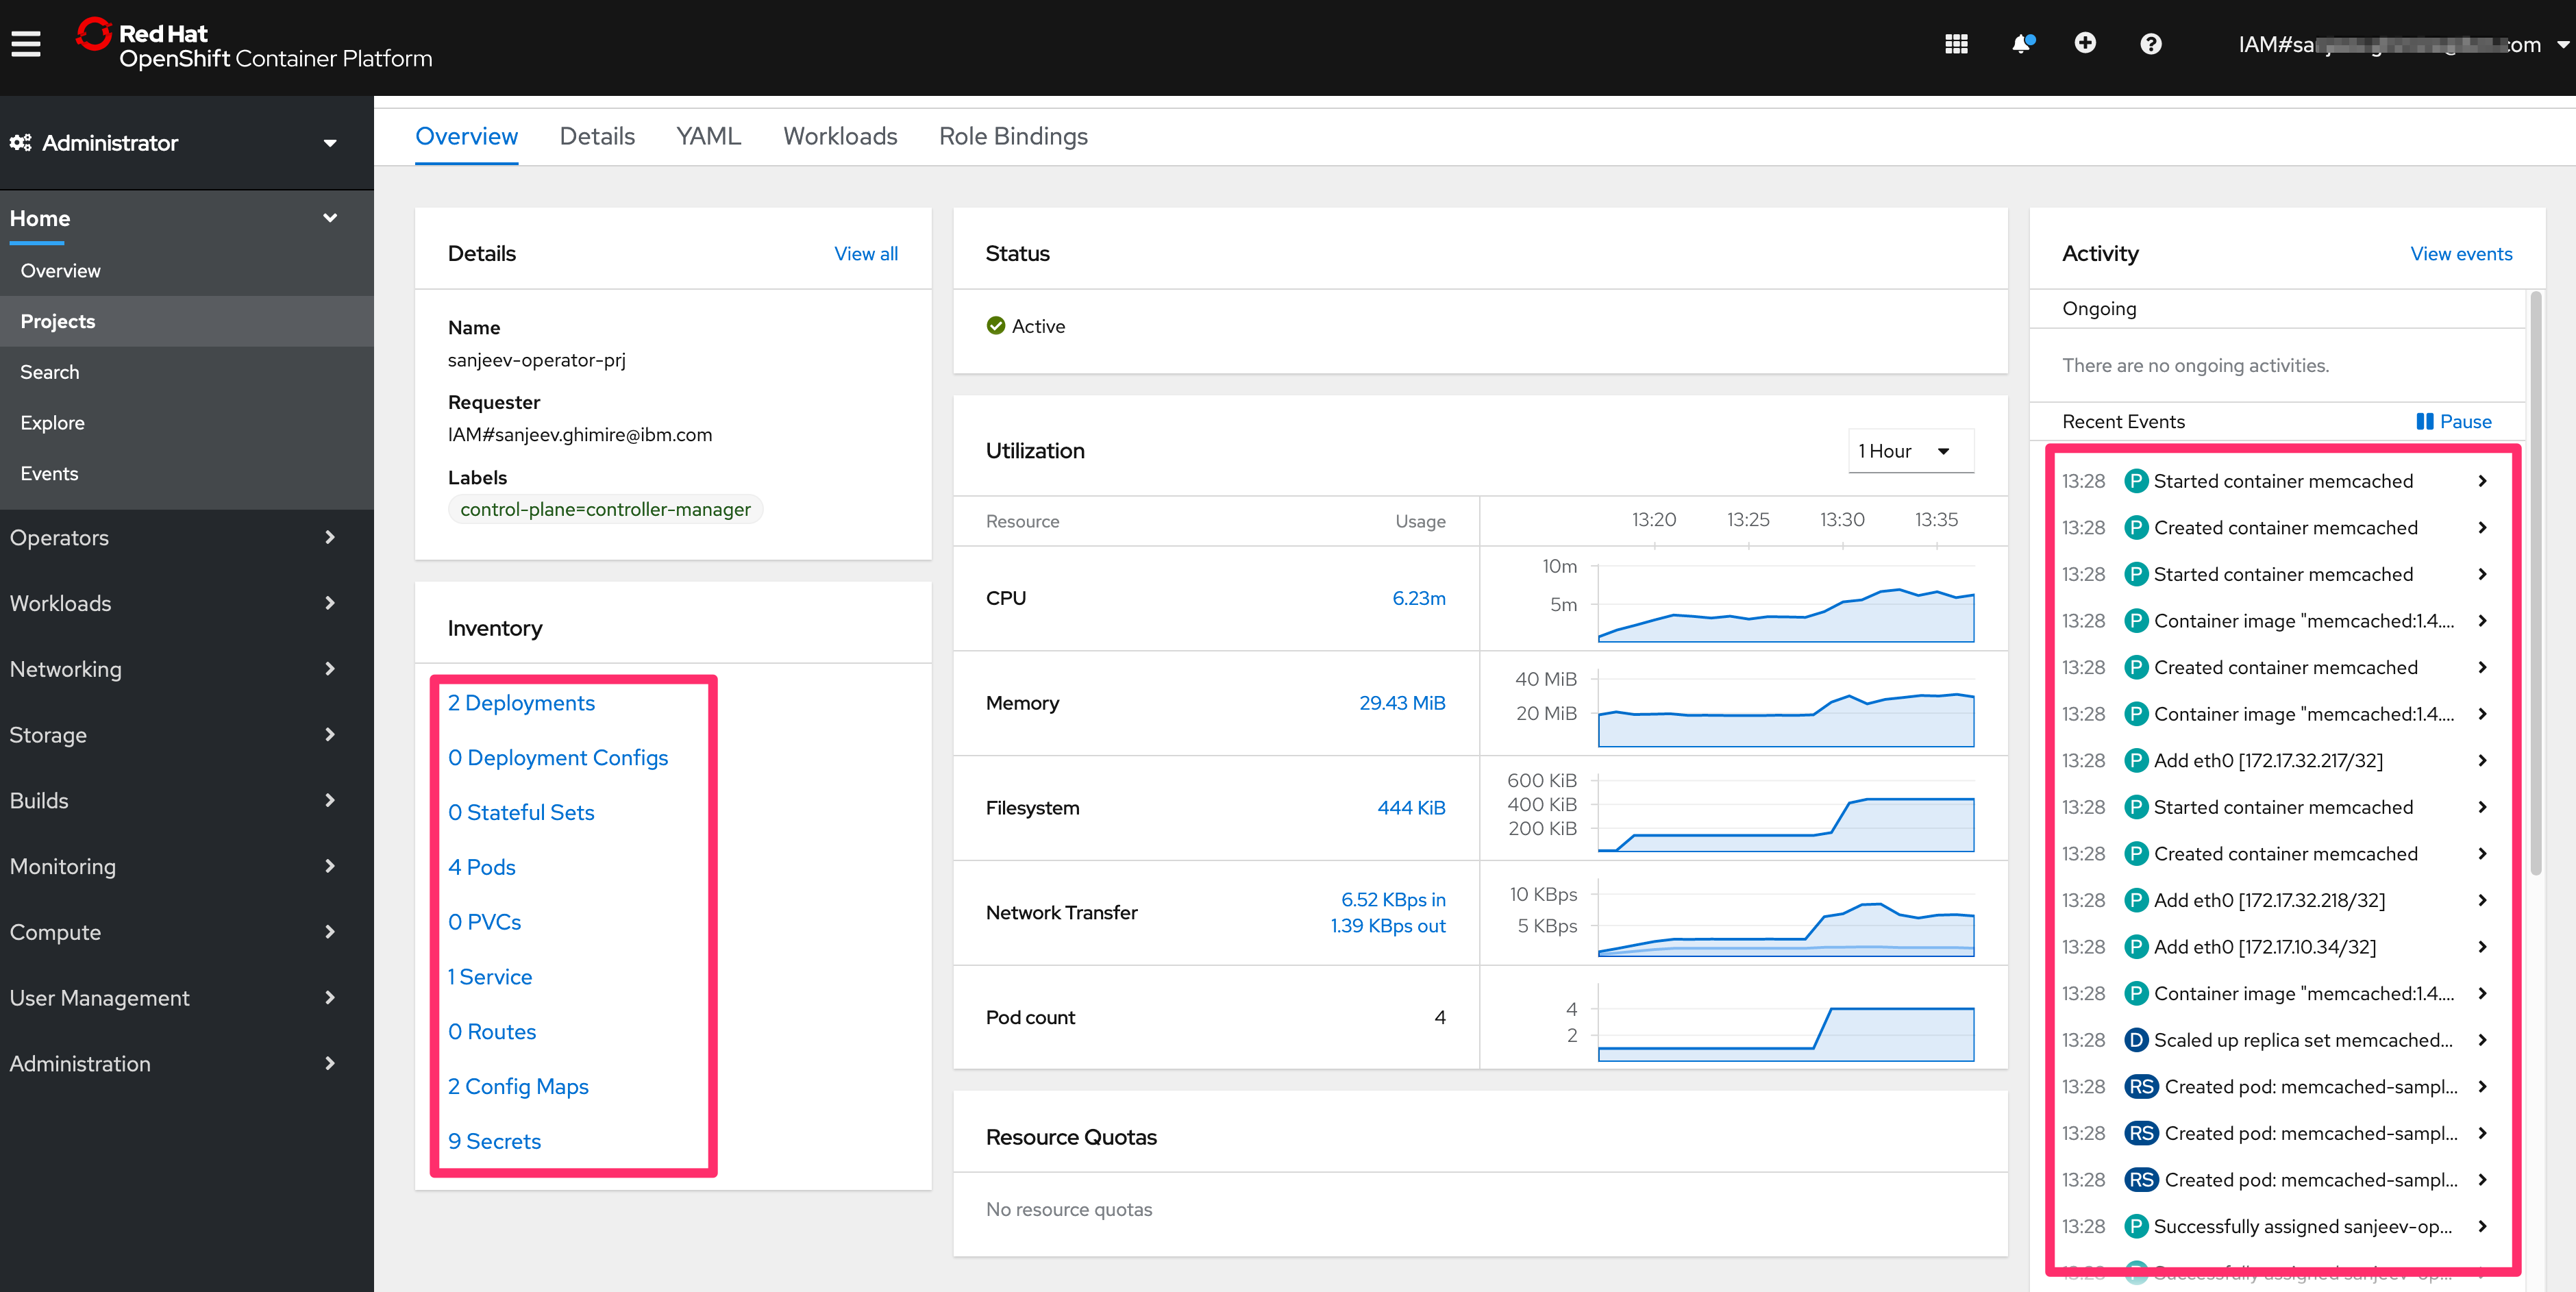 Red Hat
OpenShift Container Platform
IAM#sa
com
Administrator
Home
Overview
Projects
Search
Explore
Events
Operators
Workloads
Networking
Storage
Builds
Monitoring
Compute
User Management
Administration
Overview Details YAML Workloads Role Bindings
Details View all
Name
sanjeev-operator-prj
Requester
IAM#sanjeev.ghimire@ibm.com
Labels
control-plane=controller-manager
Inventory
2 Deployments
0 Deployment Configs
0 Stateful Sets
4 Pods
0 PVCs
1 Service
0 Routes
2 Config Maps
9 Secrets
Status
Active
Utilization 1 Hour
Resource Usage 13:20 13:25 13:30 13:35
CPU 6.23m
10m
5m
Memory 29.43 MiB
40 MiB
20 MiB
Filesystem 444 KiB
600 KiB
400 KiB
200 KiB
Network Transfer
6.52 KBps in
1.39 KBps out
10 KBps
5 KBps
Pod count 4
4
2
Resource Quotas
No resource quotas
Activity View events
Ongoing
There are no ongoing activities.
Recent Events Pause
13:28 P Started container memcached
13:28 P Created container memcached
13:28 P Started container memcached
13:28 P Container image "memcached:1.4....
13:28 P Created container memcached
13:28 P Container image "memcached:1.4....
13:28 P Add eth0 [172.17.32.217/32]
13:28 P Started container memcached
13:28 P Created container memcached
13:28 P Add eth0 [172.17.32.218/32]
13:28 P Add eth0 [172.17.10.34/32]
13:28 P Container image "memcached:1.4....
13:28 D Scaled up replica set memcached...
13:28 RS Created pod: memcached-sampl...
13:28 RS Created pod: memcached-sampl...
13:28 RS Created pod: memcached-sampl...
13:28 P Successfully assigned sanjeev-op...
13:28 P Successfully assigned sanjeev-op...